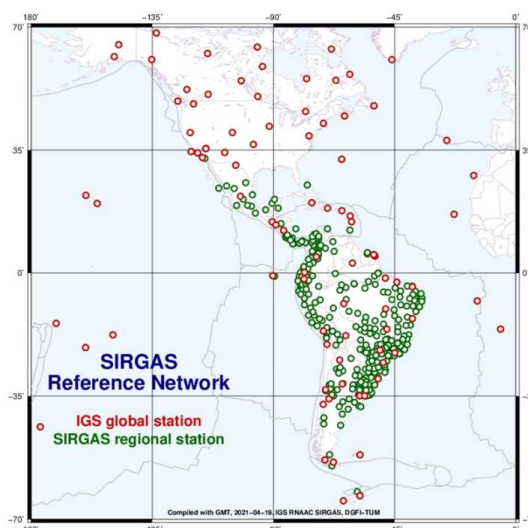 180˚ −135˚ −90˚ −45˚ 0˚
70˚ 70˚
35˚ 35˚
0˚ 0˚
SIRGAS
Reference Network
−35˚ −35˚
IGS global station
SIRGAS regional station
Compiled with GMT, 2021−04−19, IGS RNAAC SIRGAS, DGFI−TUM
−70˚ −70˚